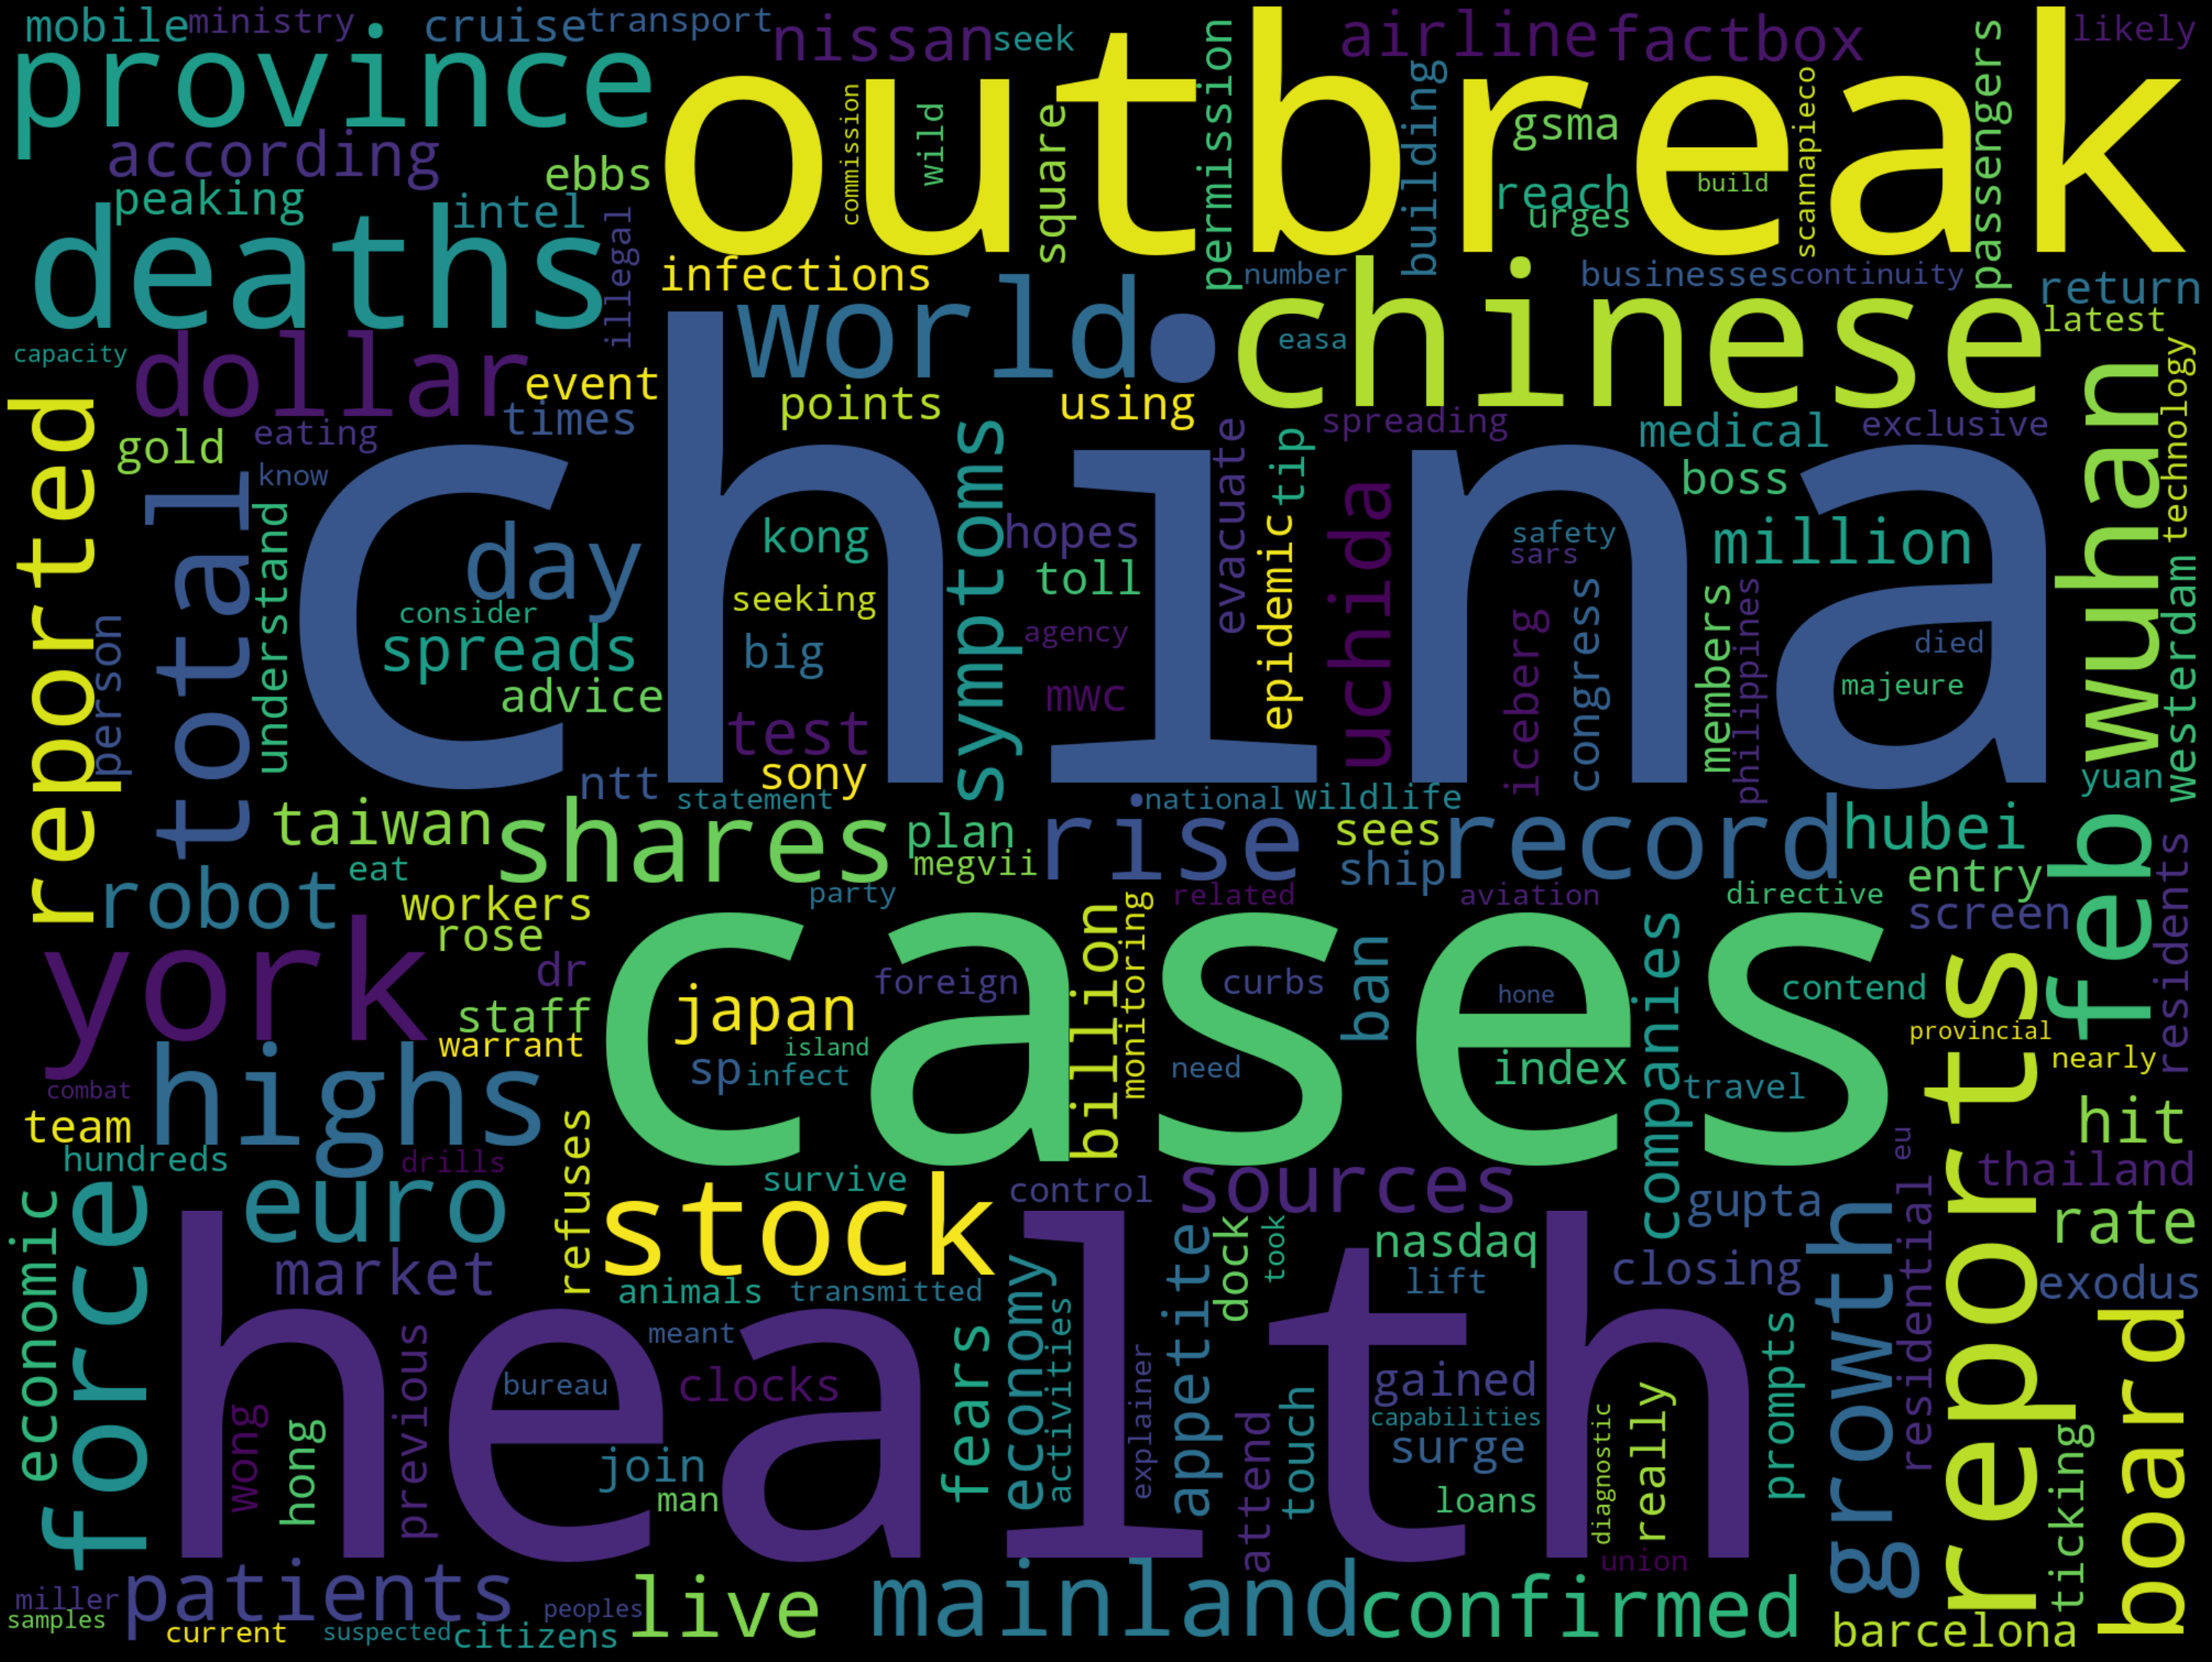 mobile
ministry
cruise
transport
nissan
seek
airline
factbox
likely
province
outbreak
according
peaking
intel
ebbs
illegal
commission
wild
square
permission
building
gsma
reach
urges
build
scannapieco
passengers
deaths
infections
world
number
businesses
continuity
return
latest
chinese
easa
capacity
dollar
event
times
points
using
gold
eating
know
reported
total
understand
person
china
day
consider
spreads
advice
kong
seeking
big
test
sony
ntt
symptoms
hopes
toll
agency
mwc
evacuate
epidemic
tip
spreading
uchida
medical
boss
exclusive
million
safety
sars
iceberg
congress
members
philippines
died
majeure
wuhan
technology
westerdam
yuan
statement
national
wildlife
taiwan
shares
plan
megvii
rise
sees
ship
record
hubei
feb
eat
robot
workers
rose
party
related
aviation
directive
entry
screen
residents
york
dr
staff
warrant
cases
japan
foreign
island
sp
infect
billion
monitoring
curbs
need
ban
hone
index
companies
contend
travel
provincial
nearly
reports
combat
highs
team
hundreds
drills
refuses
hit
eu
thailand
force
euro
economic
survive
control
stock
sources
gupta
rate
market
animals
transmitted
dock
took
nasdaq
lift
closing
growth
residential
exodus
board
health
previous
meant
bureau
clocks
wong
hong
join
man
fears
economy
activities
explainer
appetite
attend
touch
gained
capabilities
surge
loans
diagnostic
really
prompts
ticking
union
miller
samples
patients
current
suspected
peoples
citizens
live
mainland
confirmed
barcelona